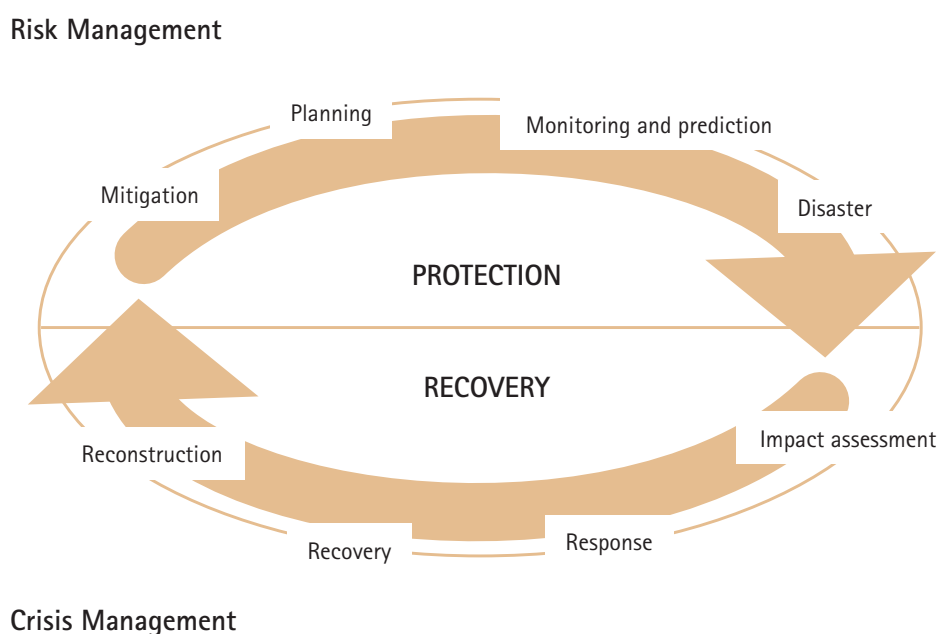 Risk Management
Planning
Monitoring and prediction
Mitigation
Disaster
PROTECTION
RECOVERY
Impact assessment
Reconstruction
Response
Recovery
Crisis Management